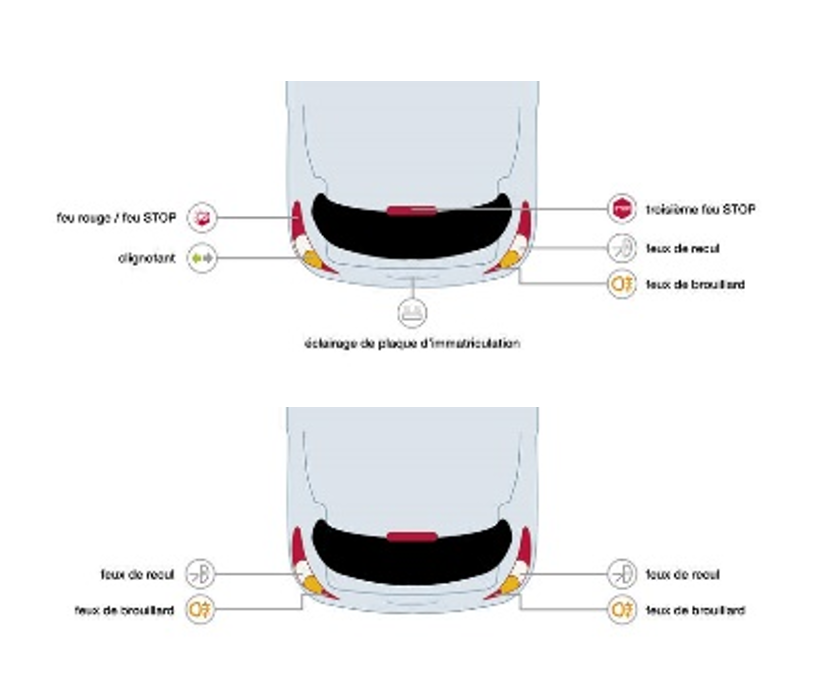 feu rouge / feu STOP
troisième feu STOP
clignotant
feux de recul
feux de brouillard
éclairage de plaque d'immatriculation
feux de recul
feux de recul
feux de brouillard
feux de brouillard